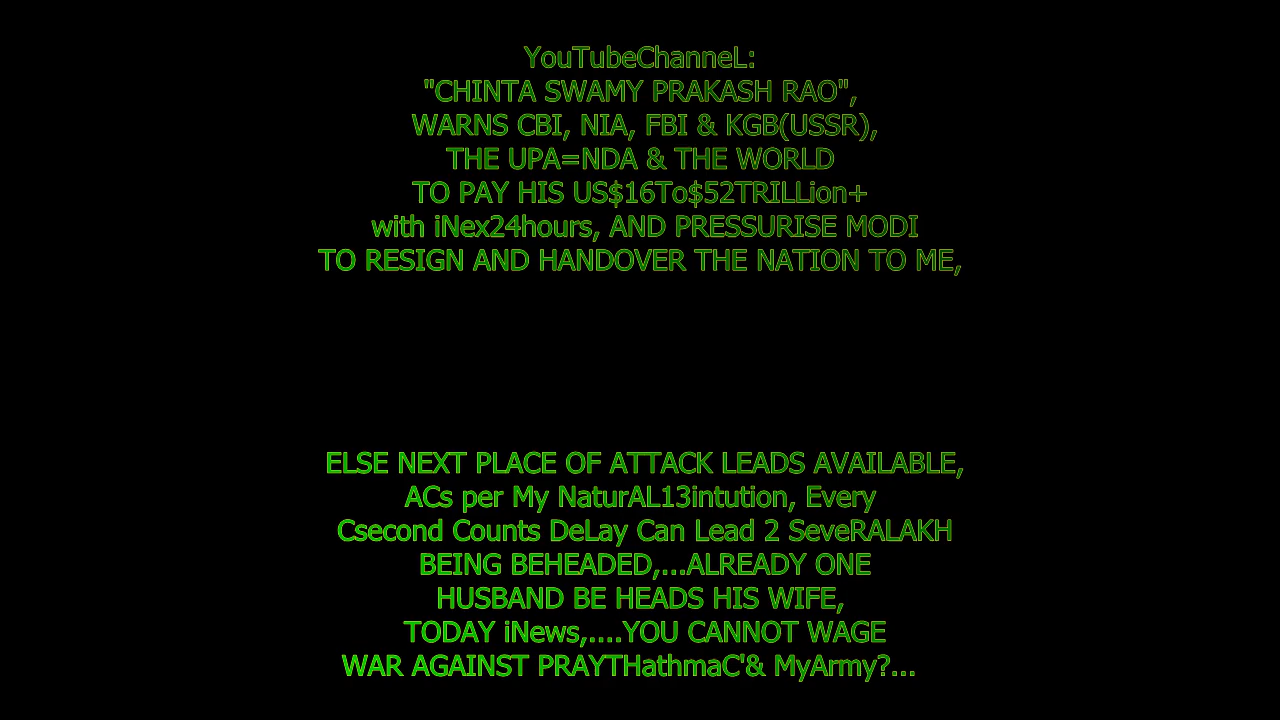 YouTubeChanneL:
"CHINTA SWAMY PRAKASH RAO",
WARNS CBI, NIA, FBI & KGB(USSR),
THE UPA=NDA & THE WORLD
TO PAY HIS US$16To$52TRILLion+
with iNex24hours, AND PRESSURISE MODI
TO RESIGN AND HANDOVER THE NATION TO ME,
ELSE NEXT PLACE OF ATTACK LEADS AVAILABLE,
ACs per My NaturAL13intution, Every
Csecond Counts DeLay Can Lead 2 SeveRALAKH
BEING BEHEADED,...ALREADY ONE
HUSBAND BE HEADS HIS WIFE,
TODAY iNews,....YOU CANNOT WAGE
WAR AGAINST PRAYTHathmaC'& MyArmy?...